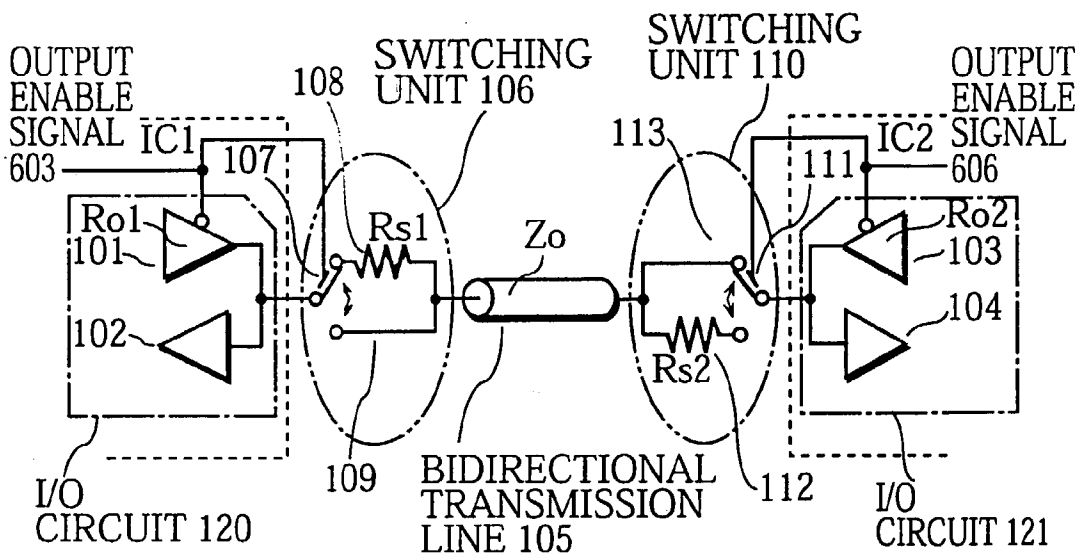 OUTPUT
ENABLE
SIGNAL
603
IC1
107
108
SWITCHING
UNIT 106
SWITCHING
UNIT 110
113
111
IC2
OUTPUT
ENABLE
SIGNAL
606
Ro1
101
102
Rs1
Zo
Rs2
Ro2
103
104
I/O
CIRCUIT 120
109
BIDIRECTIONAL
TRANSMISSION
LINE 105
112
I/O
CIRCUIT 121